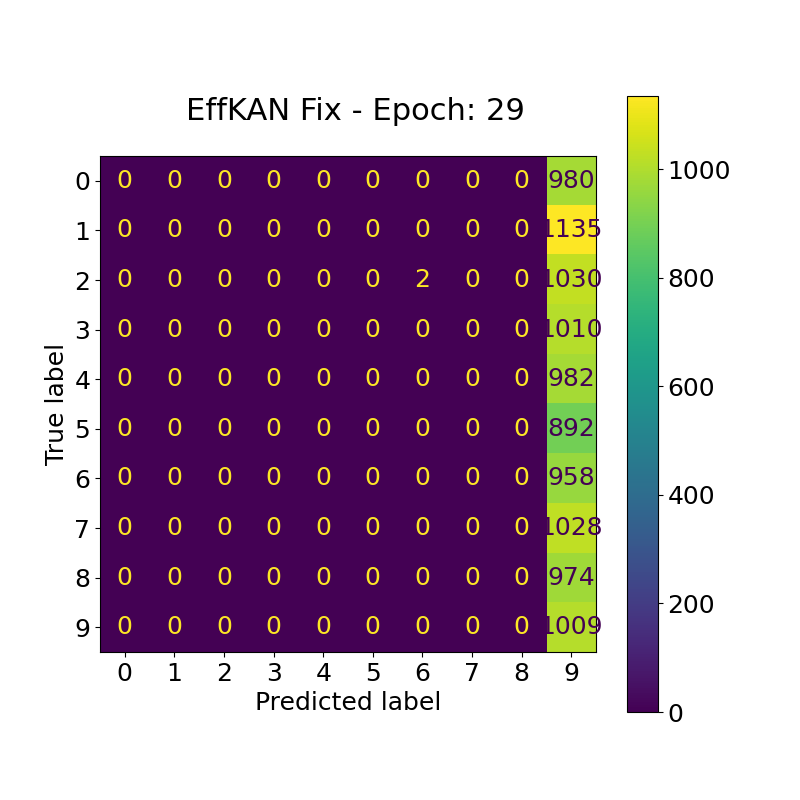 EffKAN Fix - Epoch: 29
0 0 0 0 0 0 0 0 0 0 980
1 0 0 0 0 0 0 0 0 0 1135
2 0 0 0 0 0 0 2 0 0 1030
3 0 0 0 0 0 0 0 0 0 1010
4 0 0 0 0 0 0 0 0 0 982
5 0 0 0 0 0 0 0 0 0 892
6 0 0 0 0 0 0 0 0 0 958
7 0 0 0 0 0 0 0 0 0 1028
8 0 0 0 0 0 0 0 0 0 974
9 0 0 0 0 0 0 0 0 0 1009
0 1 2 3 4 5 6 7 8 9
Predicted label
True label
1000
800
600
400
200
0